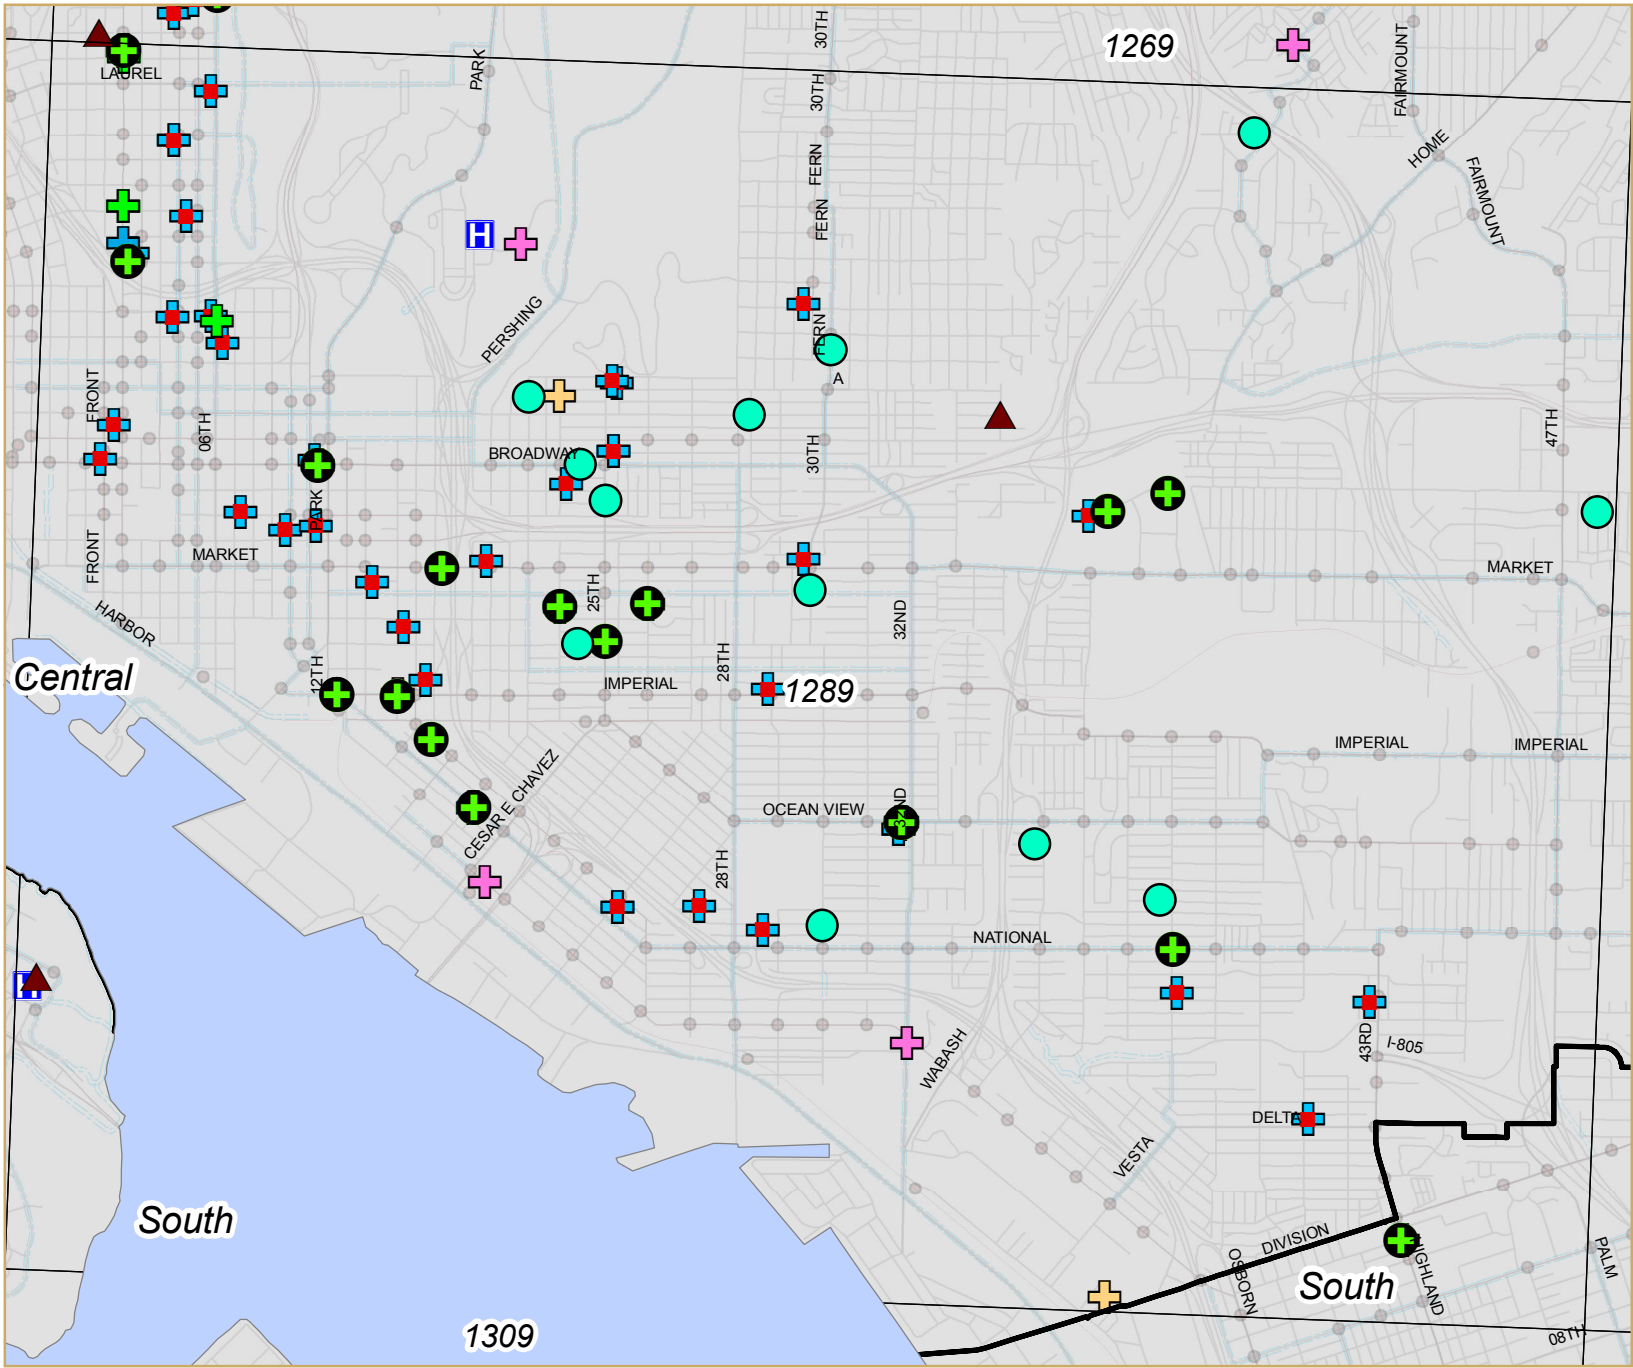 30TH
1269
PARK
FAIRMOUNT
LAUREL
30TH
HOME
FERN
FAIRMOUNT
FERN
H
PERSHING
FERN
A
FRONT
06TH
47TH
BROADWAY
30TH
PARK
FRONT
MARKET
MARKET
25TH
HARBOR
32ND
28TH
12TH
Central
IMPERIAL
1289
IMPERIAL
IMPERIAL
CESAR E CHAVEZ
OCEAN VIEW
32ND
28TH
NATIONAL
H
43RD
I-805
WABASH
DELTA
VESTA
South
DIVISION
PALM
OSBORN
HIGHLAND
South
1309
08TH